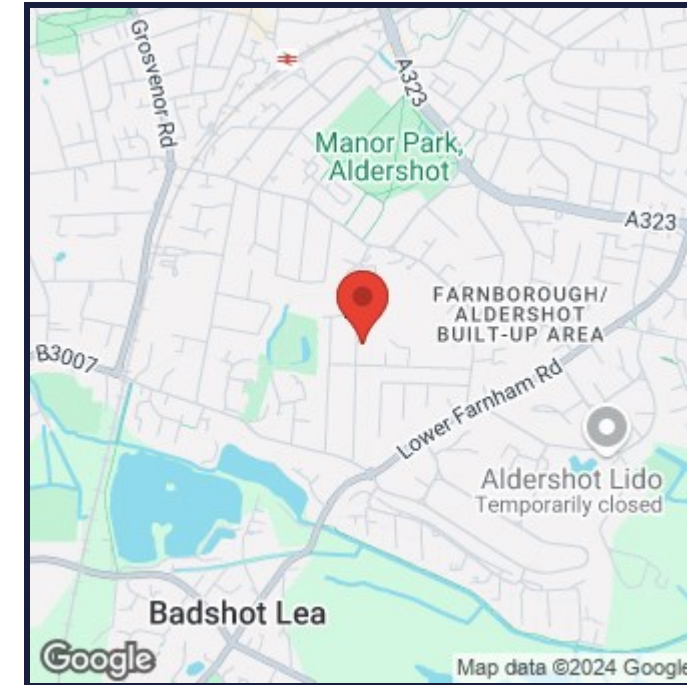 Grosvenor Rd
A323
Manor Park,
Aldershot
A323
FARNBOROUGH/
ALDERSHOT
BUILT-UP AREA
B3007
Lower Farnham Rd
Aldershot Lido
Temporarily closed
Badshot Lea
Google
Map data ©2024 Google